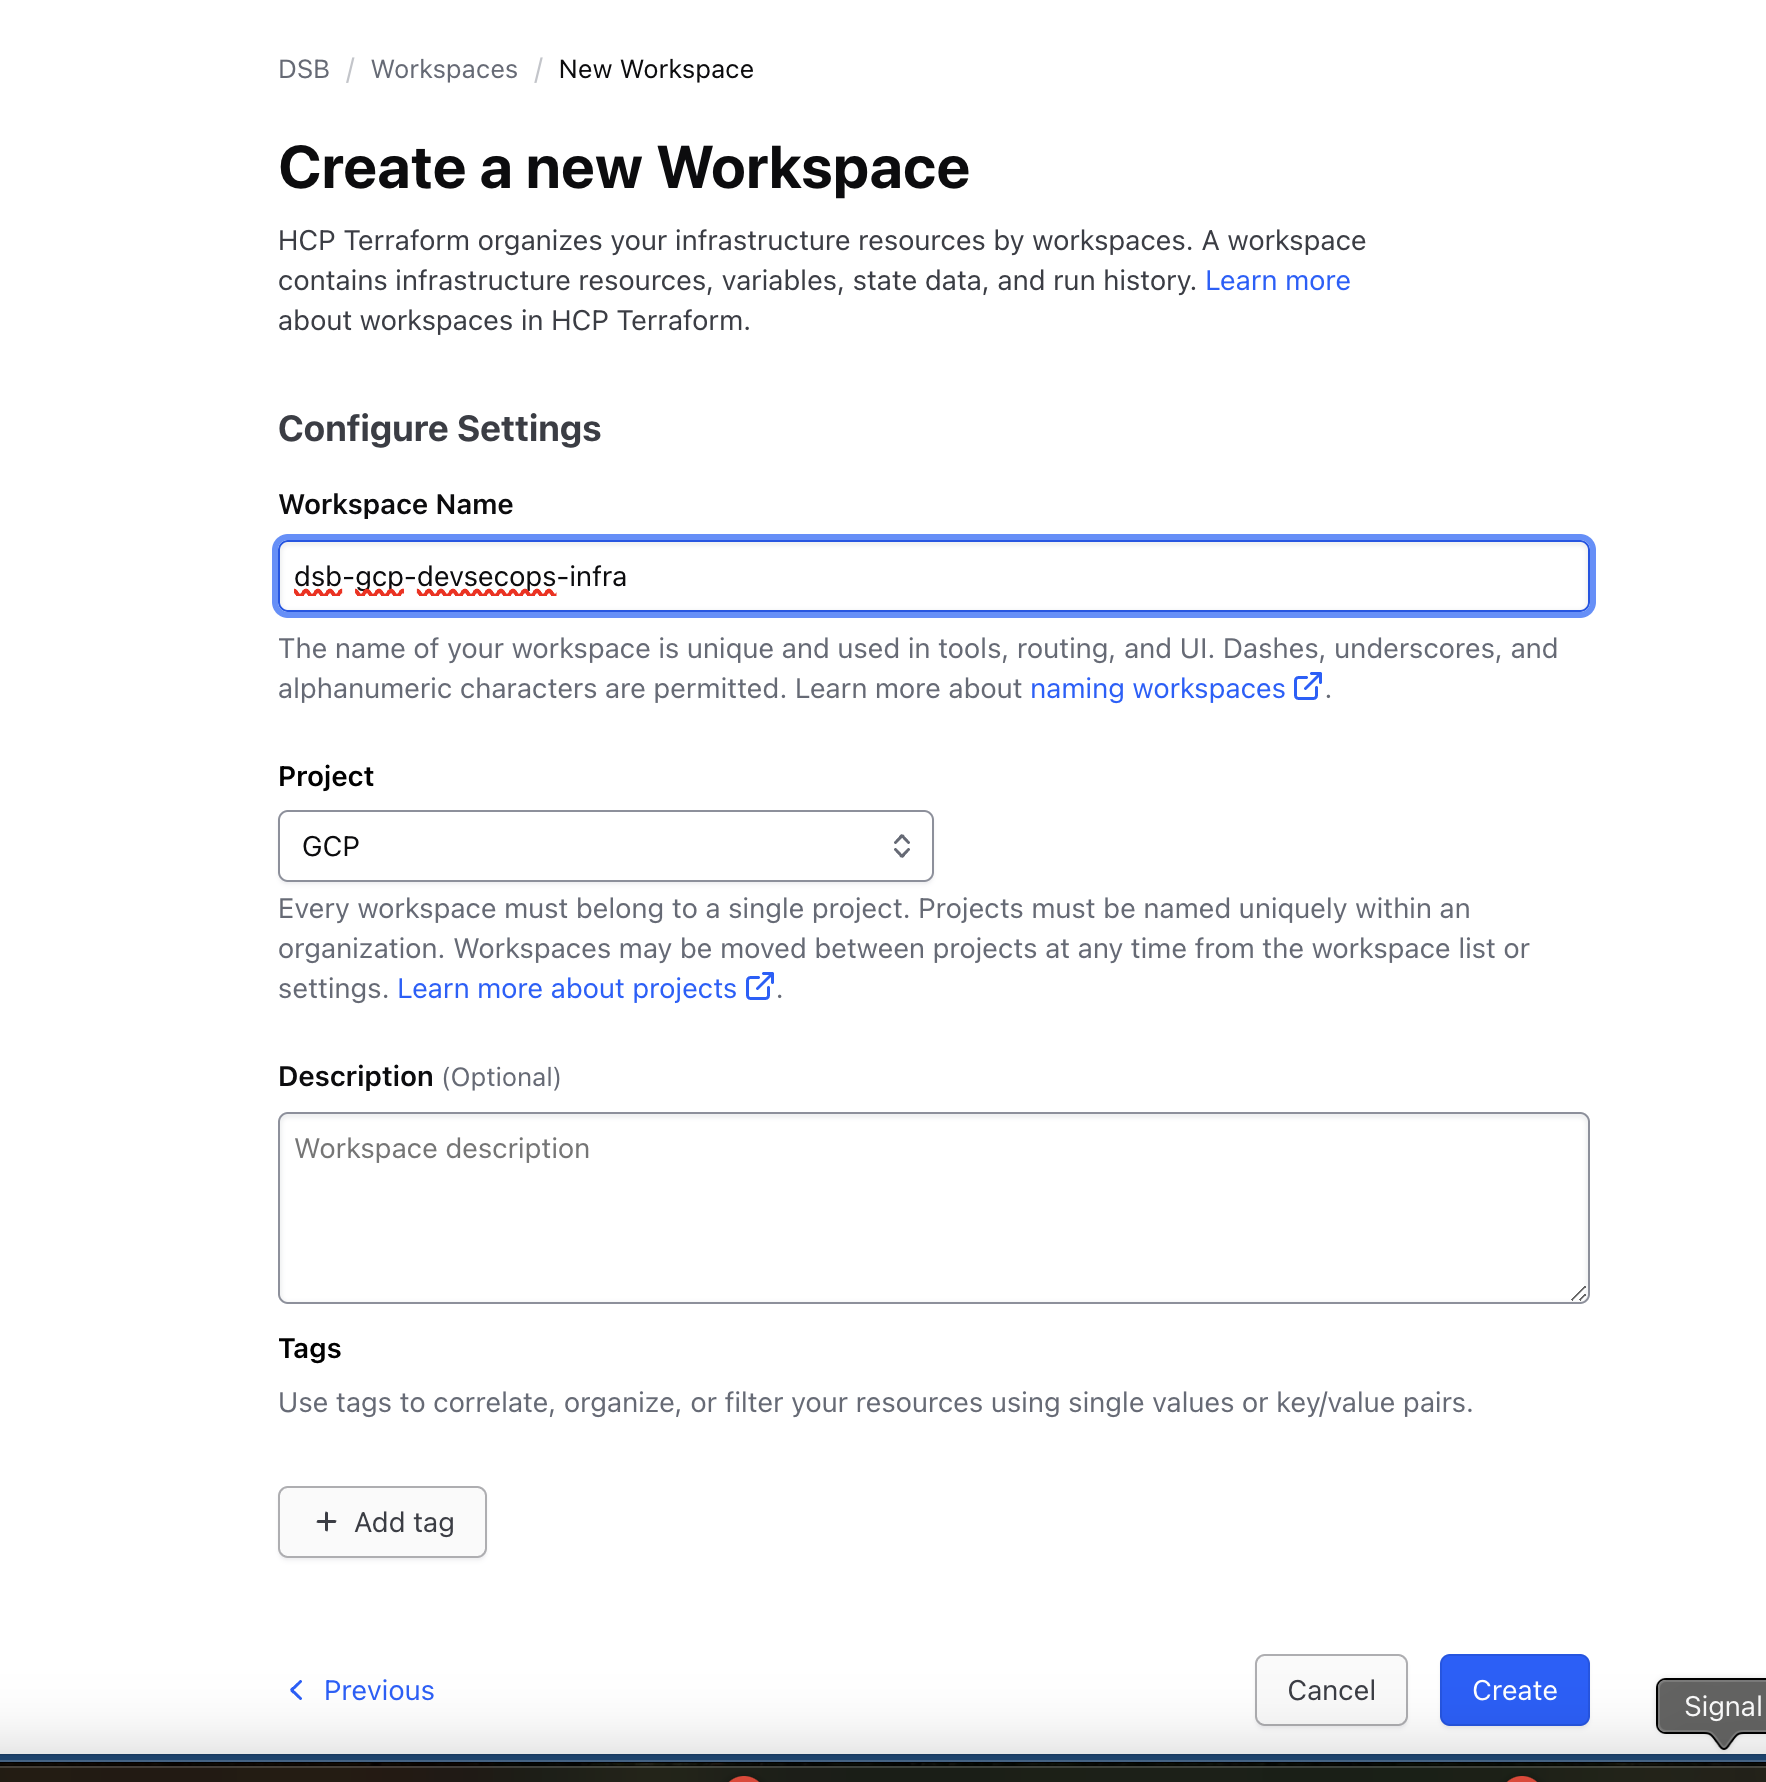 DSB / Workspaces / New Workspace
Create a new Workspace
HCP Terraform organizes your infrastructure resources by workspaces. A workspace
contains infrastructure resources, variables, state data, and run history. Learn more
about workspaces in HCP Terraform.
Configure Settings
Workspace Name
dsb-gcp-devsecops-infra
The name of your workspace is unique and used in tools, routing, and UI. Dashes, underscores, and
alphanumeric characters are permitted. Learn more about naming workspaces.
Project
GCP
Every workspace must belong to a single project. Projects must be named uniquely within an
organization. Workspaces may be moved between projects at any time from the workspace list or
settings. Learn more about projects.
Description (Optional)
Workspace description
Tags
Use tags to correlate, organize, or filter your resources using single values or key/value pairs.
+ Add tag
< Previous
Cancel
Create
Signal